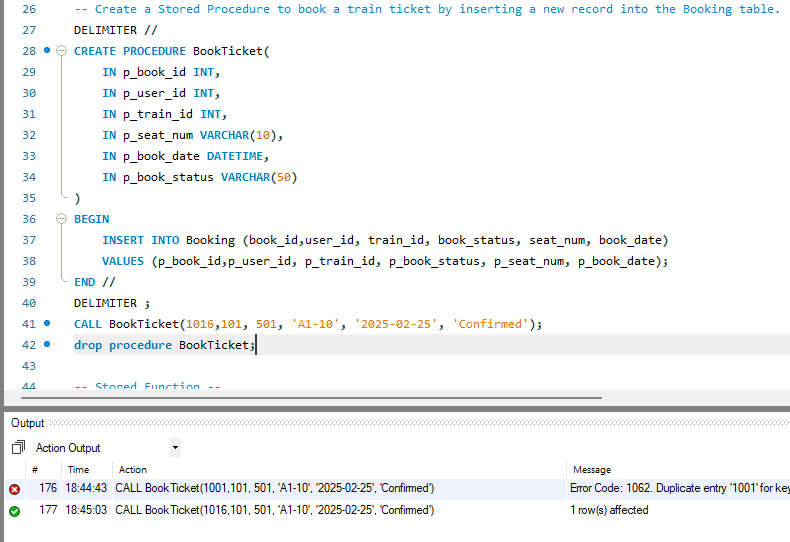 26 -- Create a Stored Procedure to book a train ticket by inserting a new record into the Booking table.
27 DELIMITER //
28 CREATE PROCEDURE BookTicket(
29 IN p_book_id INT,
30 IN p_user_id INT,
31 IN p_train_id INT,
32 IN p_seat_num VARCHAR(10),
33 IN p_book_date DATETIME,
34 IN p_book_status VARCHAR(50)
35 )
36 BEGIN
37 INSERT INTO Booking (book_id,user_id, train_id, book_status, seat_num, book_date)
38 VALUES (p_book_id,p_user_id, p_train_id, p_book_status, p_seat_num, p_book_date);
39 END //
40 DELIMITER ;
41 CALL BookTicket(1016,101, 501, 'A1-10', '2025-02-25', 'Confirmed');
42 drop procedure BookTicket;
43
44 -- Stored Function --
Output
Action Output
# Time Action Message
176 18:44:43 CALL BookTicket(1001,101, 501, 'A1-10', '2025-02-25', 'Confirmed') Error Code: 1062. Duplicate entry '1001' for key
177 18:45:03 CALL BookTicket(1016,101, 501, 'A1-10', '2025-02-25', 'Confirmed') 1 row(s) affected